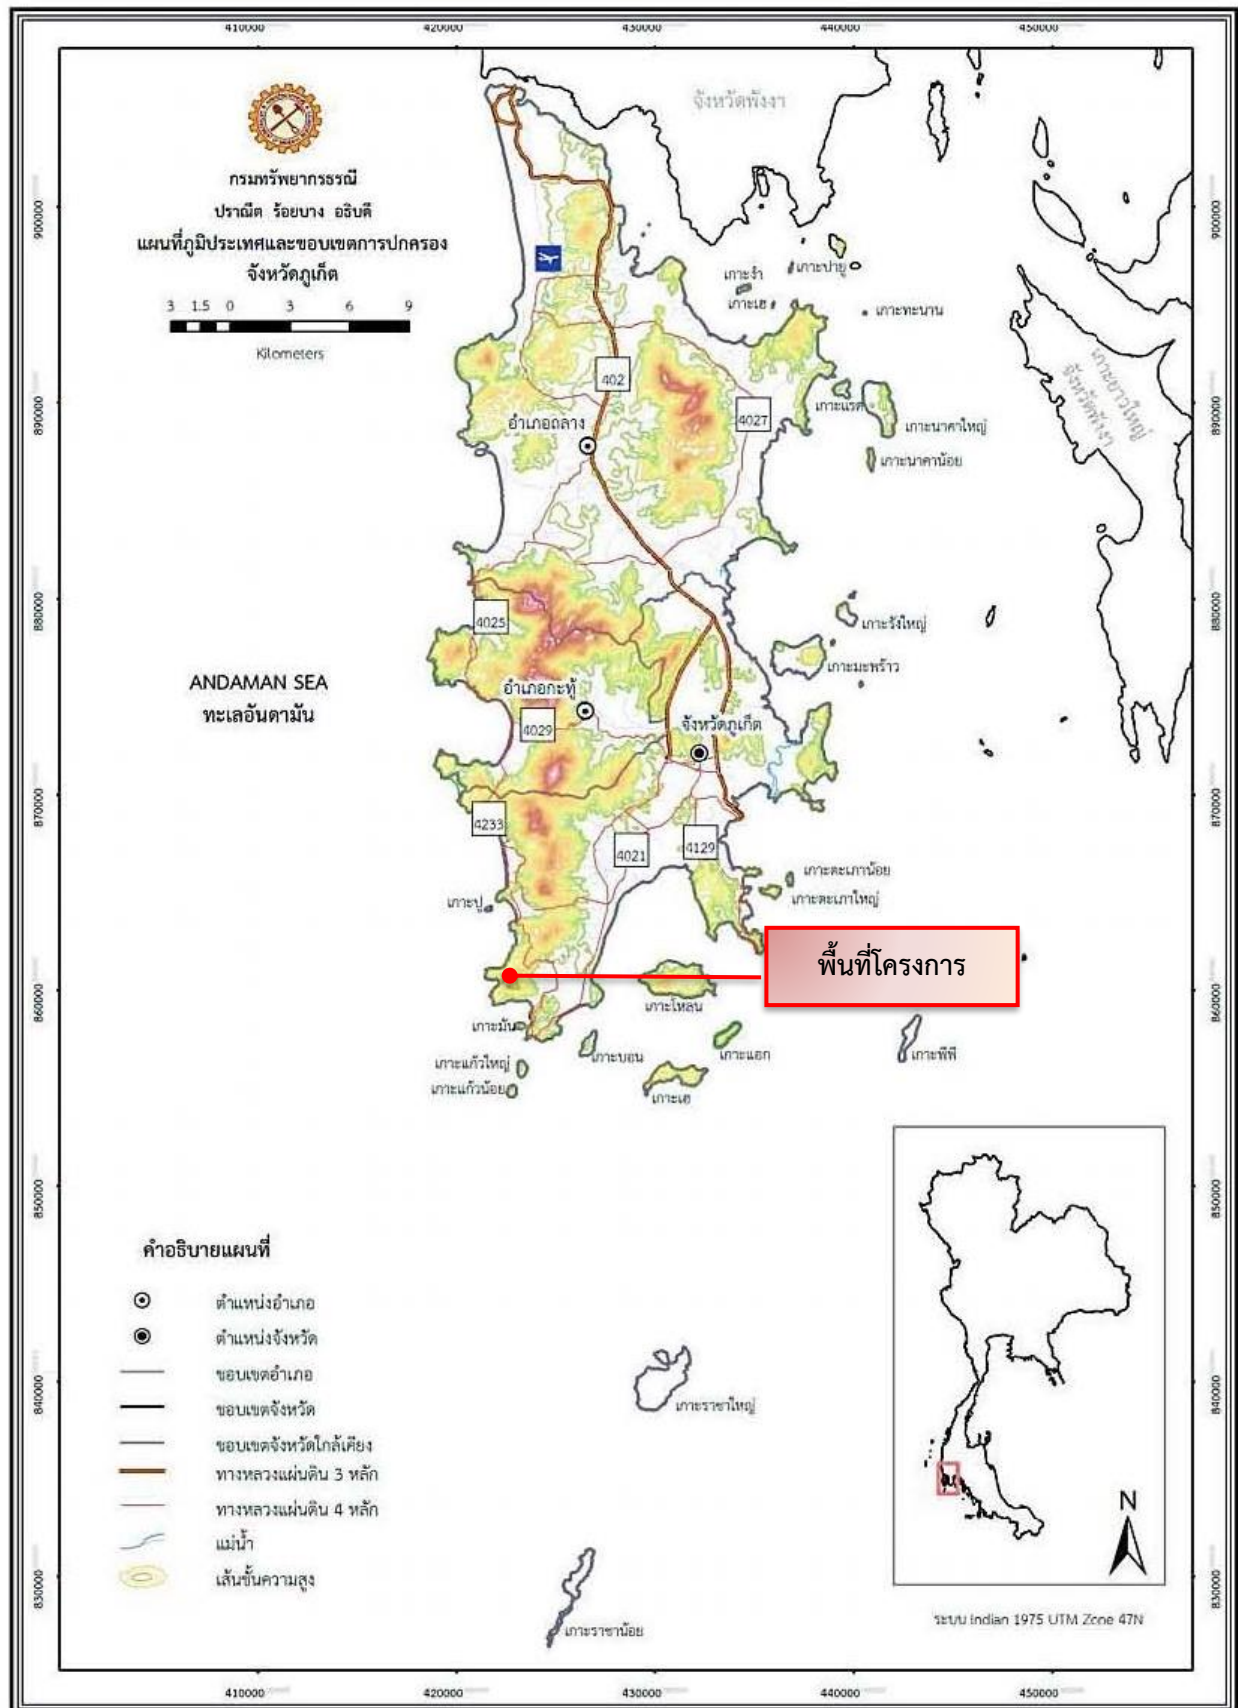 410000
420000
430000
440000
450000
จังหวัดพังงา
กรมทรัพยากรธรณี
ปราณีต ร้อยบาง อธิบดี
แผนที่ภูมิประเทศและขอบเขตการปกครอง
จังหวัดภูเก็ต
3 1.5 0 3 6 9
Kilometers
900000
900000
เกาะงำ
เกาะปายู
เกาะเฮ
เกาะทะนาน
402
เกาะยาวใหญ่
จังหวัดพังงา
890000
890000
เกาะแรด
4027
อำเภอถลาง
เกาะนาคาใหญ่
เกาะนาคาน้อย
880000
880000
4025
เกาะรังใหญ่
เกาะมะพร้าว
ANDAMAN SEA
ทะเลอันดามัน
อำเภอกะทู้
4029
จังหวัดภูเก็ต
870000
870000
4233
4021
4129
เกาะตะเภาน้อย
เกาะตะเภาใหญ่
เกาะปู
พื้นที่โครงการ
860000
860000
เกาะโหลน
เกาะมัน
เกาะบอน
เกาะแอก
เกาะพีพี
เกาะแก้วใหญ่
เกาะแก้วน้อย
เกาะเฮ
850000
850000
คำอธิบายแผนที่
ตำแหน่งอำเภอ
ตำแหน่งจังหวัด
ขอบเขตอำเภอ
ขอบเขตจังหวัด
ขอบเขตจังหวัดใกล้เคียง
ทางหลวงแผ่นดิน 3 หลัก
ทางหลวงแผ่นดิน 4 หลัก
แม่น้ำ
เส้นชั้นความสูง
840000
840000
เกาะราชาใหญ่
N
830000
830000
เกาะราชาน้อย
ระบบ Indian 1975 UTM Zone 47N
410000
420000
430000
440000
450000